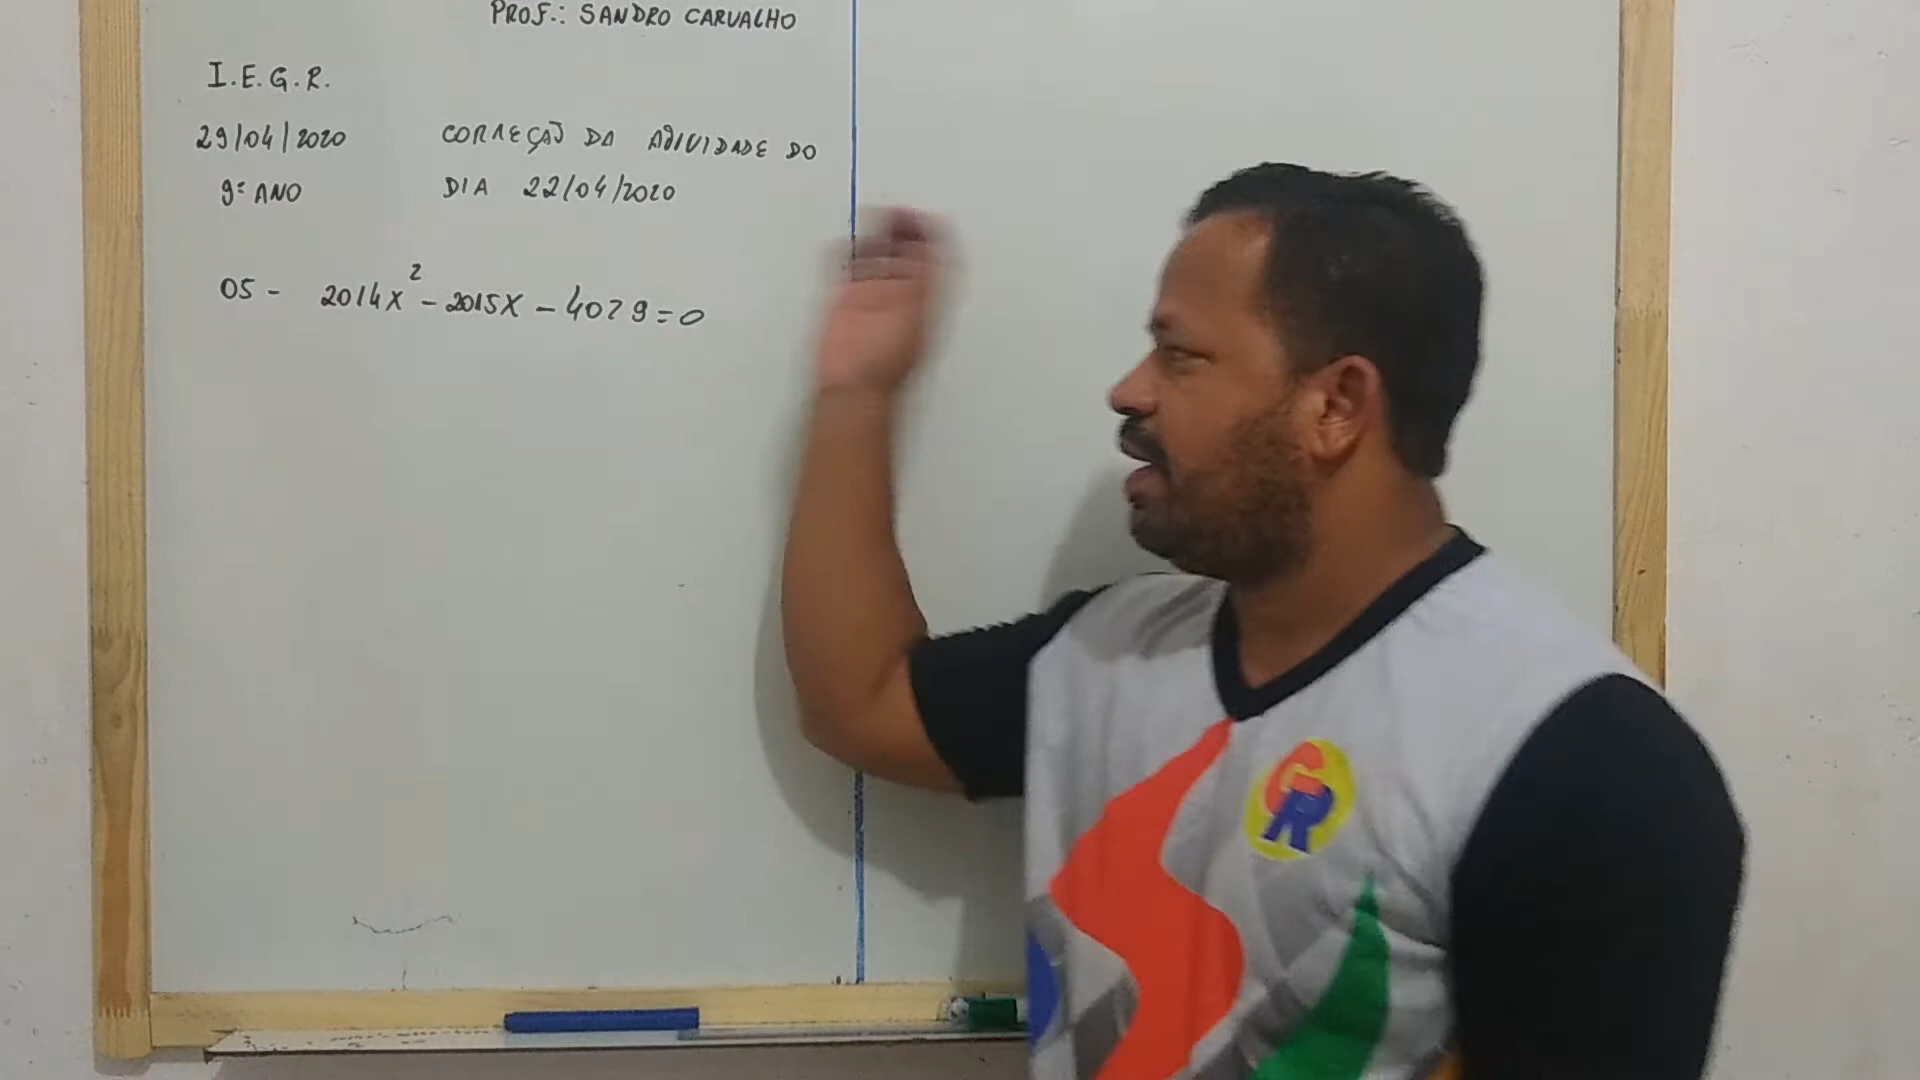 PROF.: SANDRO CARVALHO
I.E.G.R.
29/04/2020
CORREÇÃO DA ATIVIDADE DO
9º ANO
DIA 22/04/2020
05 - 2014x² - 2015x - 4029 = 0
GR